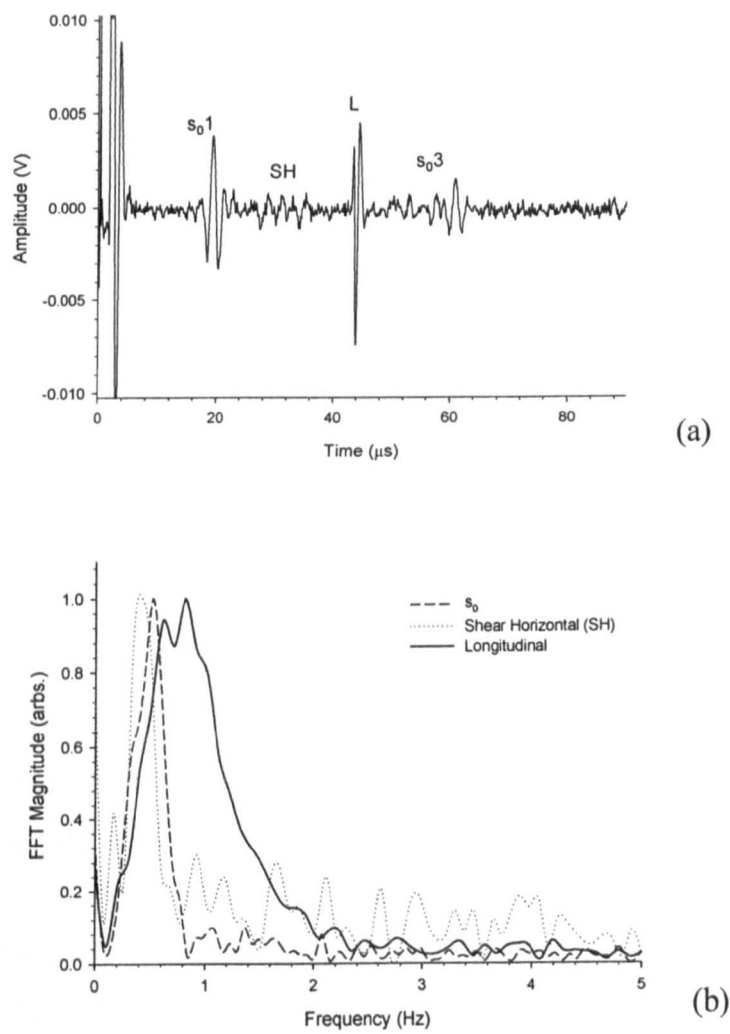 0.010
0.005
0.000
-0.005
-0.010
Amplitude (V)
s₀1
SH
L
s₀3
0 20 40 60 80
Time (μs)
(a)
1.0
0.8
0.6
0.4
0.2
0.0
FFT Magnitude (arbs.)
s₀
Shear Horizontal (SH)
Longitudinal
0 1 2 3 4 5
Frequency (Hz)
(b)